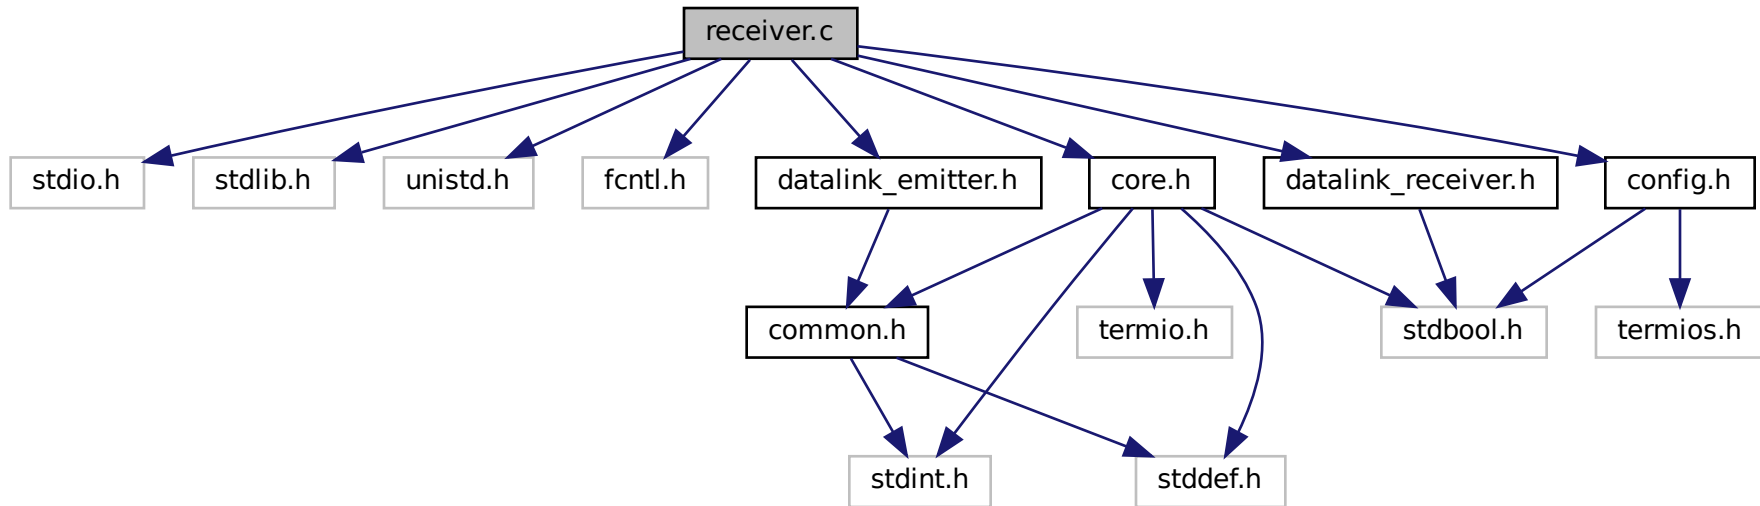 receiver.c
stdio.h
stdlib.h
unistd.h
fcntl.h
datalink_emitter.h
core.h
datalink_receiver.h
config.h
common.h
termio.h
stdbool.h
termios.h
stdint.h
stddef.h